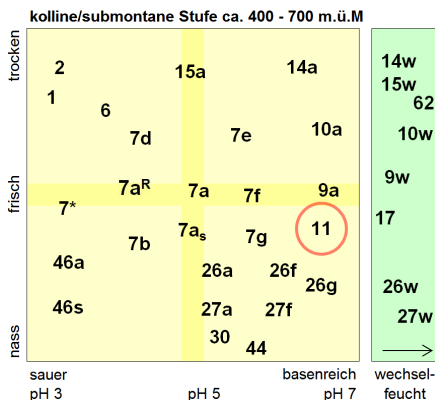 kolline/submontane Stufe ca. 400 - 700 m.ü.M
trocken
2
15a
14a
14w
15w
1
62
6
7d
7e
10a
10w
frisch
7aR
7a
7f
9a
9w
7*
17
7as
7b
7g
11
46a
26a
26f
26g
26w
46s
27a
27f
27w
nass
30
44
sauer
basenreich
wechsel-
pH 3
pH 5
pH 7
feucht